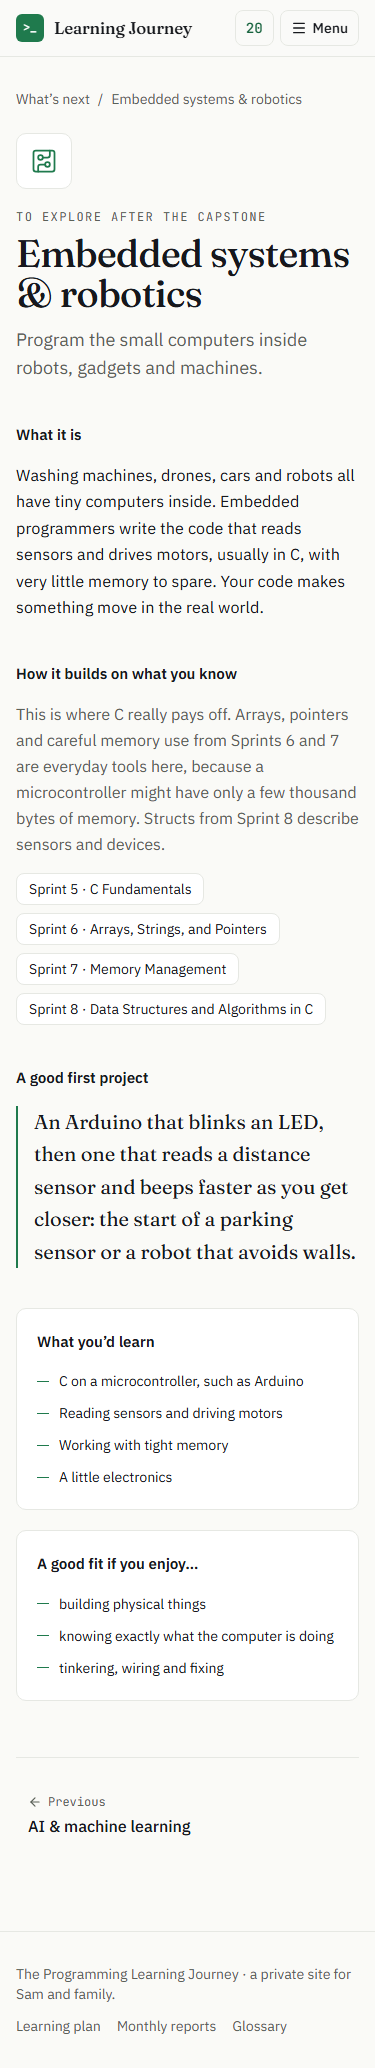 >_ Learning Journey 20 ☰ Menu
What’s next / Embedded systems & robotics
TO EXPLORE AFTER THE CAPSTONE
Embedded systems
& robotics
Program the small computers inside
robots, gadgets and machines.
What it is
Washing machines, drones, cars and robots all
have tiny computers inside. Embedded
programmers write the code that reads
sensors and drives motors, usually in C, with
very little memory to spare. Your code makes
something move in the real world.
How it builds on what you know
This is where C really pays off. Arrays, pointers
and careful memory use from Sprints 6 and 7
are everyday tools here, because a
microcontroller might have only a few thousand
bytes of memory. Structs from Sprint 8 describe
sensors and devices.
Sprint 5 · C Fundamentals
Sprint 6 · Arrays, Strings, and Pointers
Sprint 7 · Memory Management
Sprint 8 · Data Structures and Algorithms in C
A good first project
An Arduino that blinks an LED,
then one that reads a distance
sensor and beeps faster as you get
closer: the start of a parking
sensor or a robot that avoids walls.
What you’d learn
— C on a microcontroller, such as Arduino
— Reading sensors and driving motors
— Working with tight memory
— A little electronics
A good fit if you enjoy…
— building physical things
— knowing exactly what the computer is doing
— tinkering, wiring and fixing
← Previous
AI & machine learning
The Programming Learning Journey · a private site for
Sam and family.
Learning plan Monthly reports Glossary